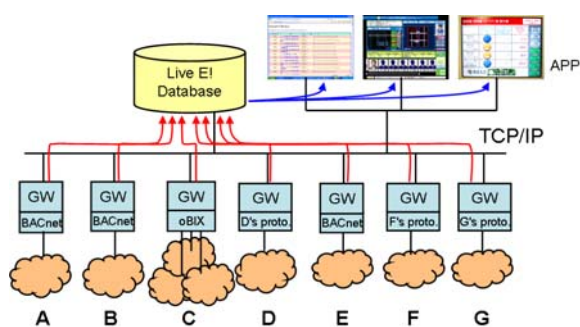 Live E!
Database
APP
TCP/IP
GW GW GW GW GW GW GW
BACnet BACnet oBIX D's proto. BACnet F's proto. G's proto.
A B C D E F G